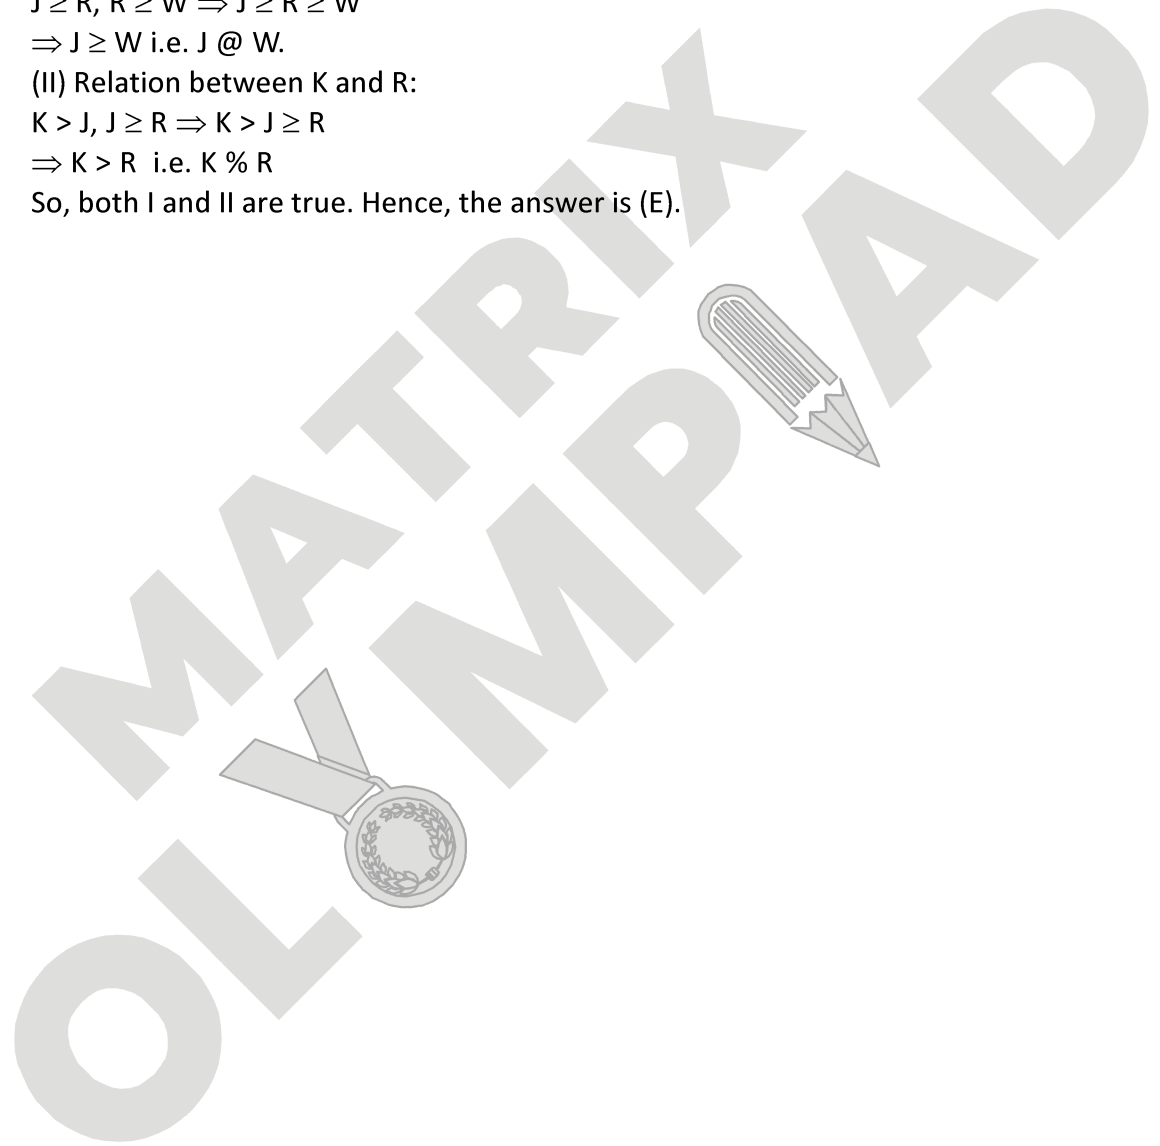 J ≥ R, R ≥ W ⇒ J ≥ R ≥ W
⇒ J ≥ W i.e. J @ W.
(II) Relation between K and R:
K > J, J ≥ R ⇒ K > J ≥ R
⇒ K > R i.e. K % R
So, both I and II are true. Hence, the answer is (E).
MATRIX
OLYMPIAD